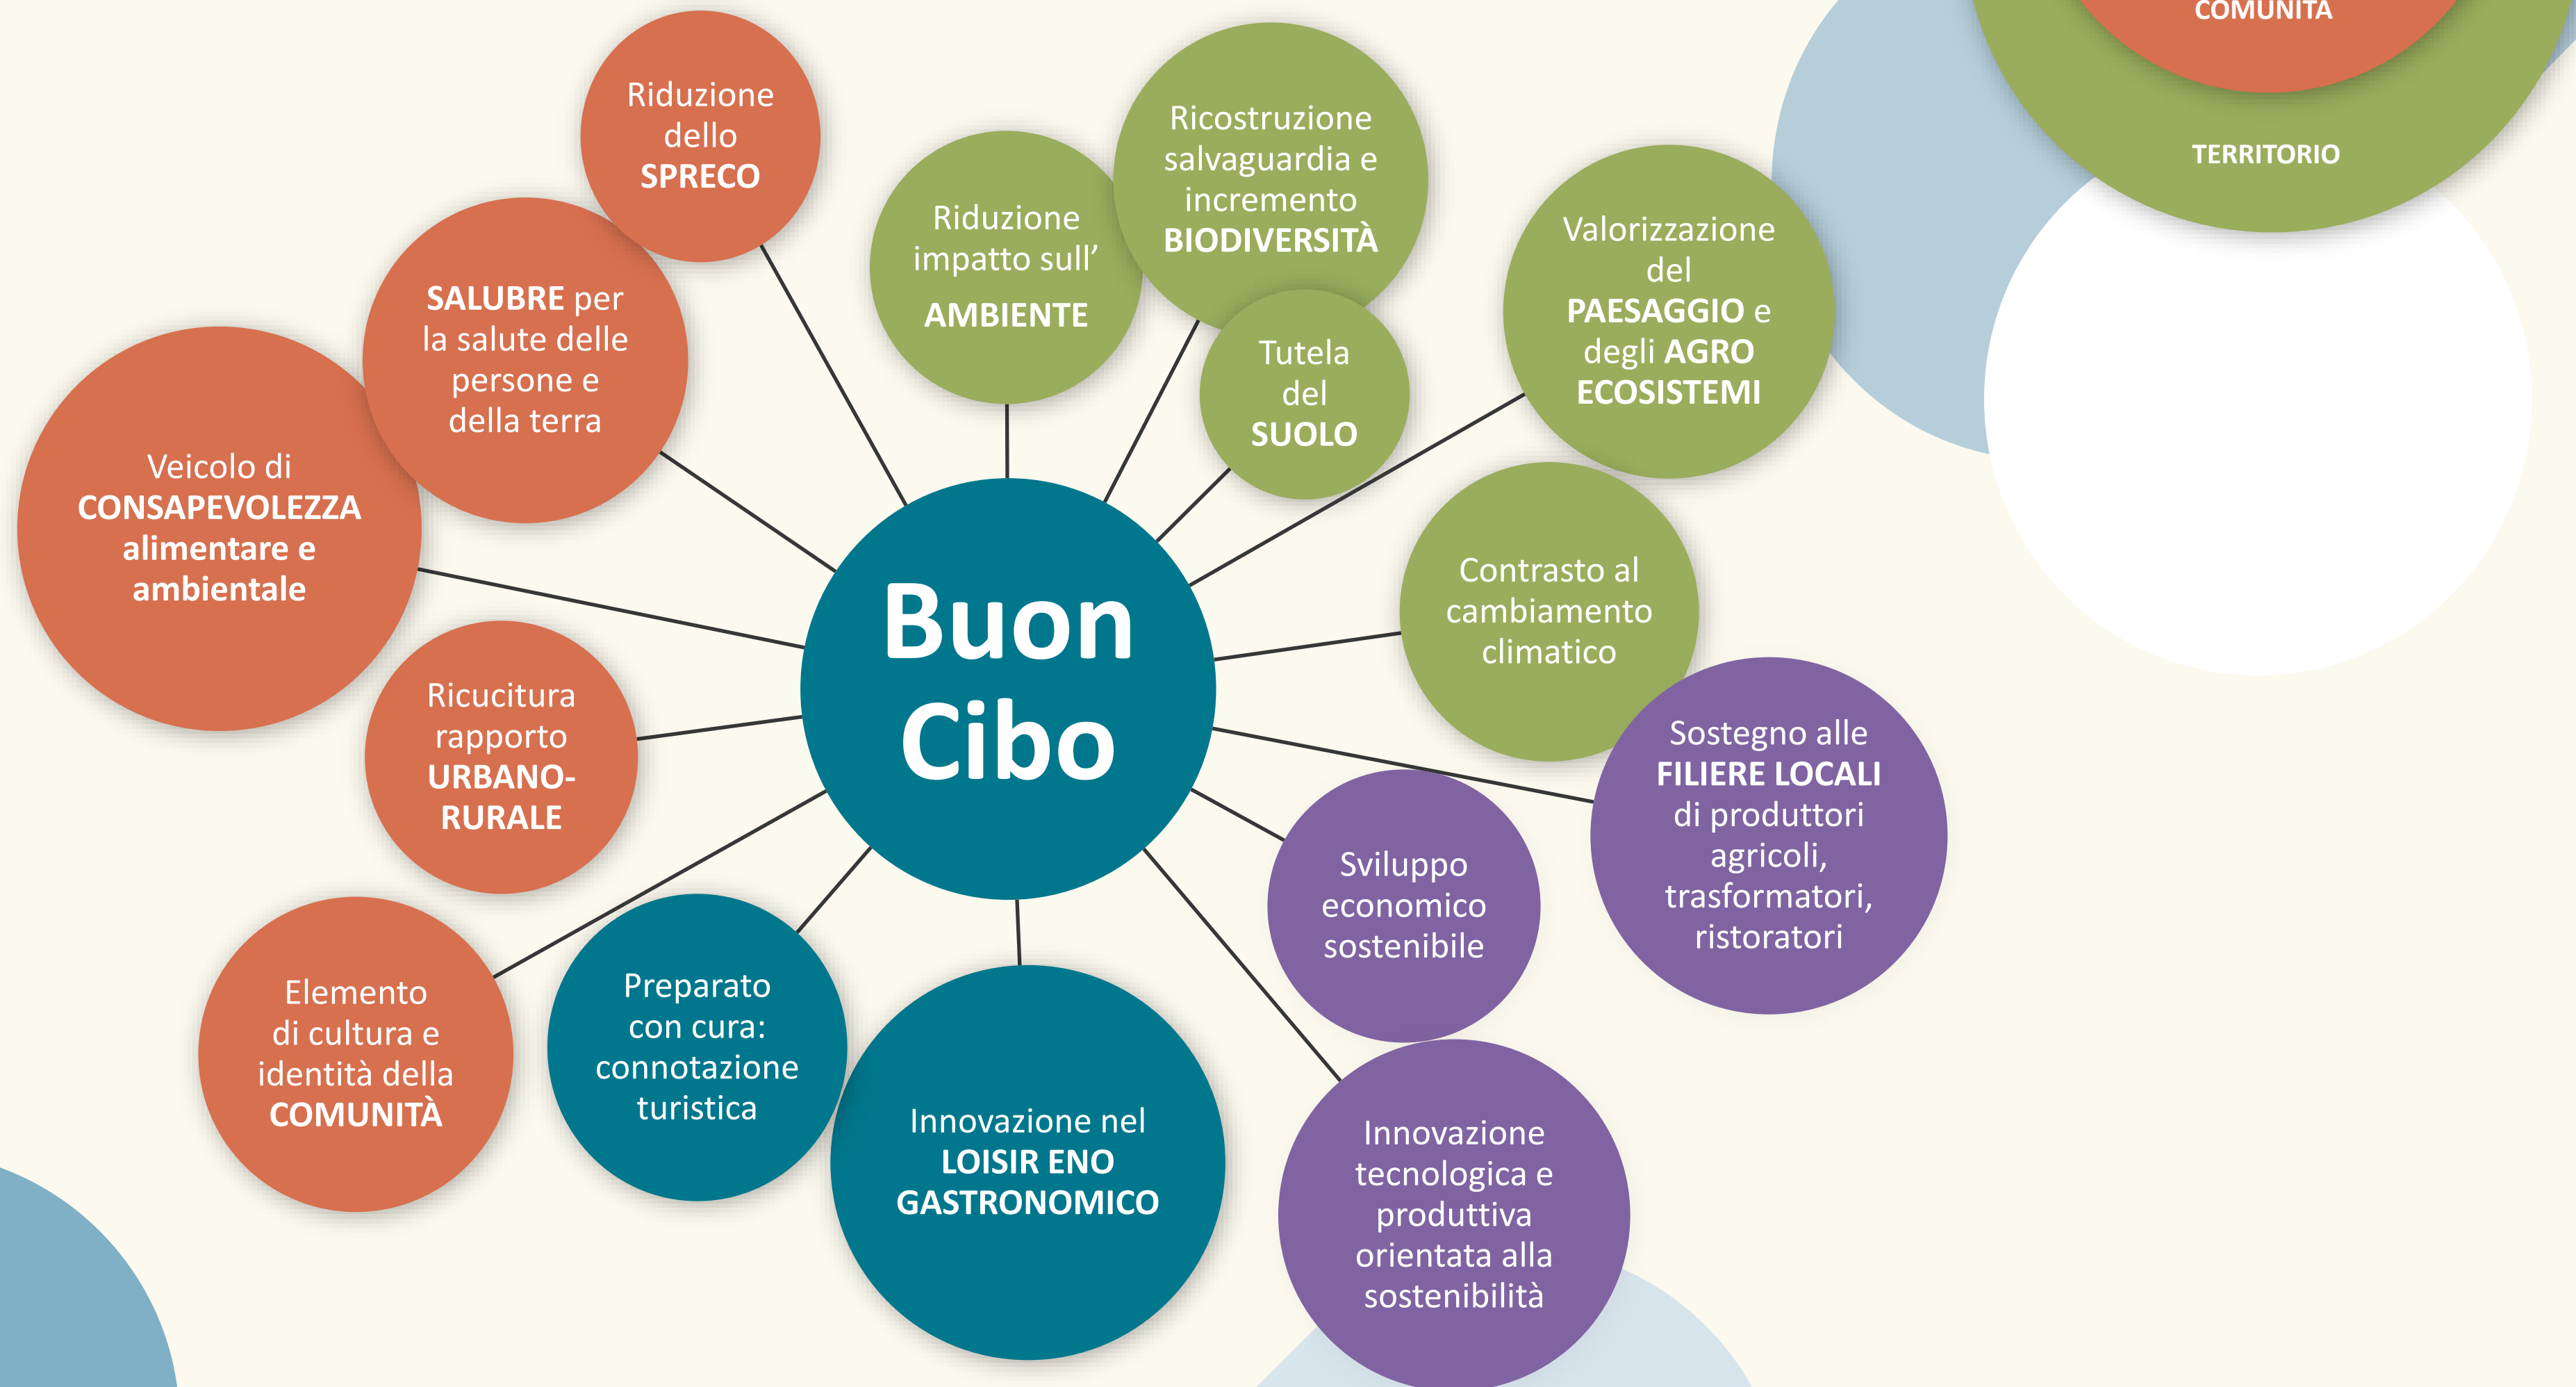 COMUNITÀ
TERRITORIO
Riduzione
dello
SPRECO
Riduzione
impatto sull’
AMBIENTE
Ricostruzione
salvaguardia e
incremento
BIODIVERSITÀ
Tutela
del
SUOLO
Valorizzazione
del
PAESAGGIO e
degli AGRO
ECOSISTEMI
SALUBRE per
la salute delle
persone e
della terra
Veicolo di
CONSAPEVOLEZZA
alimentare e
ambientale
Contrasto al
cambiamento
climatico
Buon
Cibo
Ricucitura
rapporto
URBANO-
RURALE
Sostegno alle
FILIERE LOCALI
di produttori
agricoli,
trasformatori,
ristoratori
Sviluppo
economico
sostenibile
Elemento
di cultura e
identità della
COMUNITÀ
Preparato
con cura:
connotazione
turistica
Innovazione nel
LOISIR ENO
GASTRONOMICO
Innovazione
tecnologica e
produttiva
orientata alla
sostenibilità